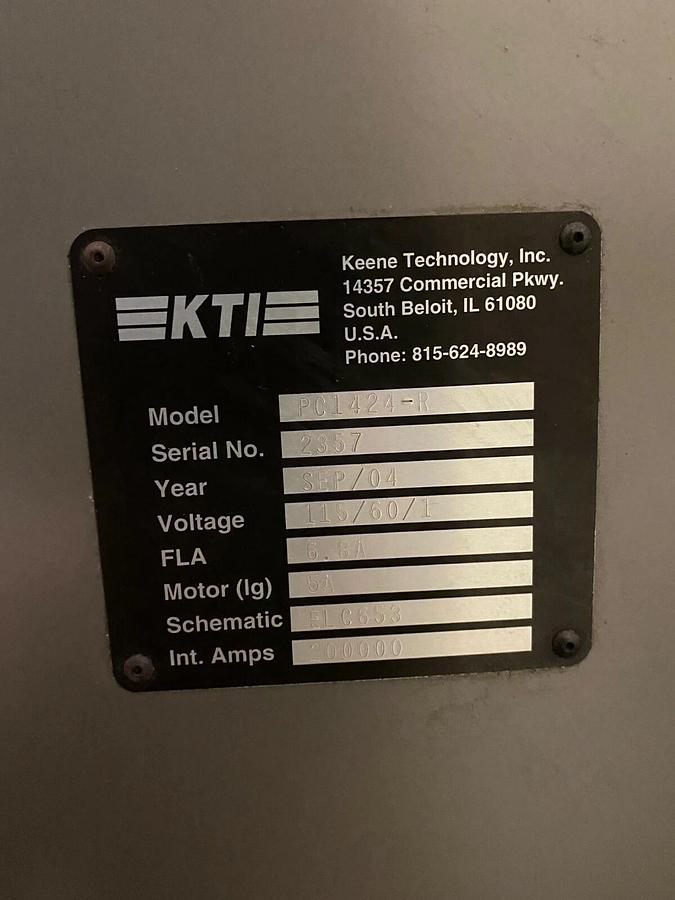 KTI
Keene Technology, Inc.
14357 Commercial Pkwy.
South Beloit, IL 61080
U.S.A.
Phone: 815-624-8989
Model PC1424-R
Serial No. 2357
Year SEP/04
Voltage 115/60/1
FLA 6.8A
Motor (lg) 5A
Schematic ELC653
Int. Amps 200000